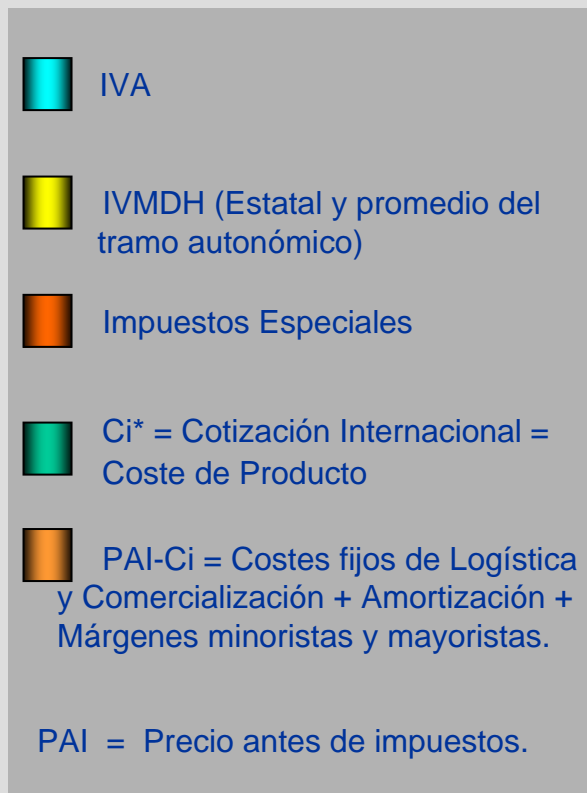 IVA
IVMDH (Estatal y promedio del
tramo autonómico)
Impuestos Especiales
Ci* = Cotización Internacional =
Coste de Producto
PAI-Ci = Costes fijos de Logística
y Comercialización + Amortización +
Márgenes minoristas y mayoristas.
PAI = Precio antes de impuestos.